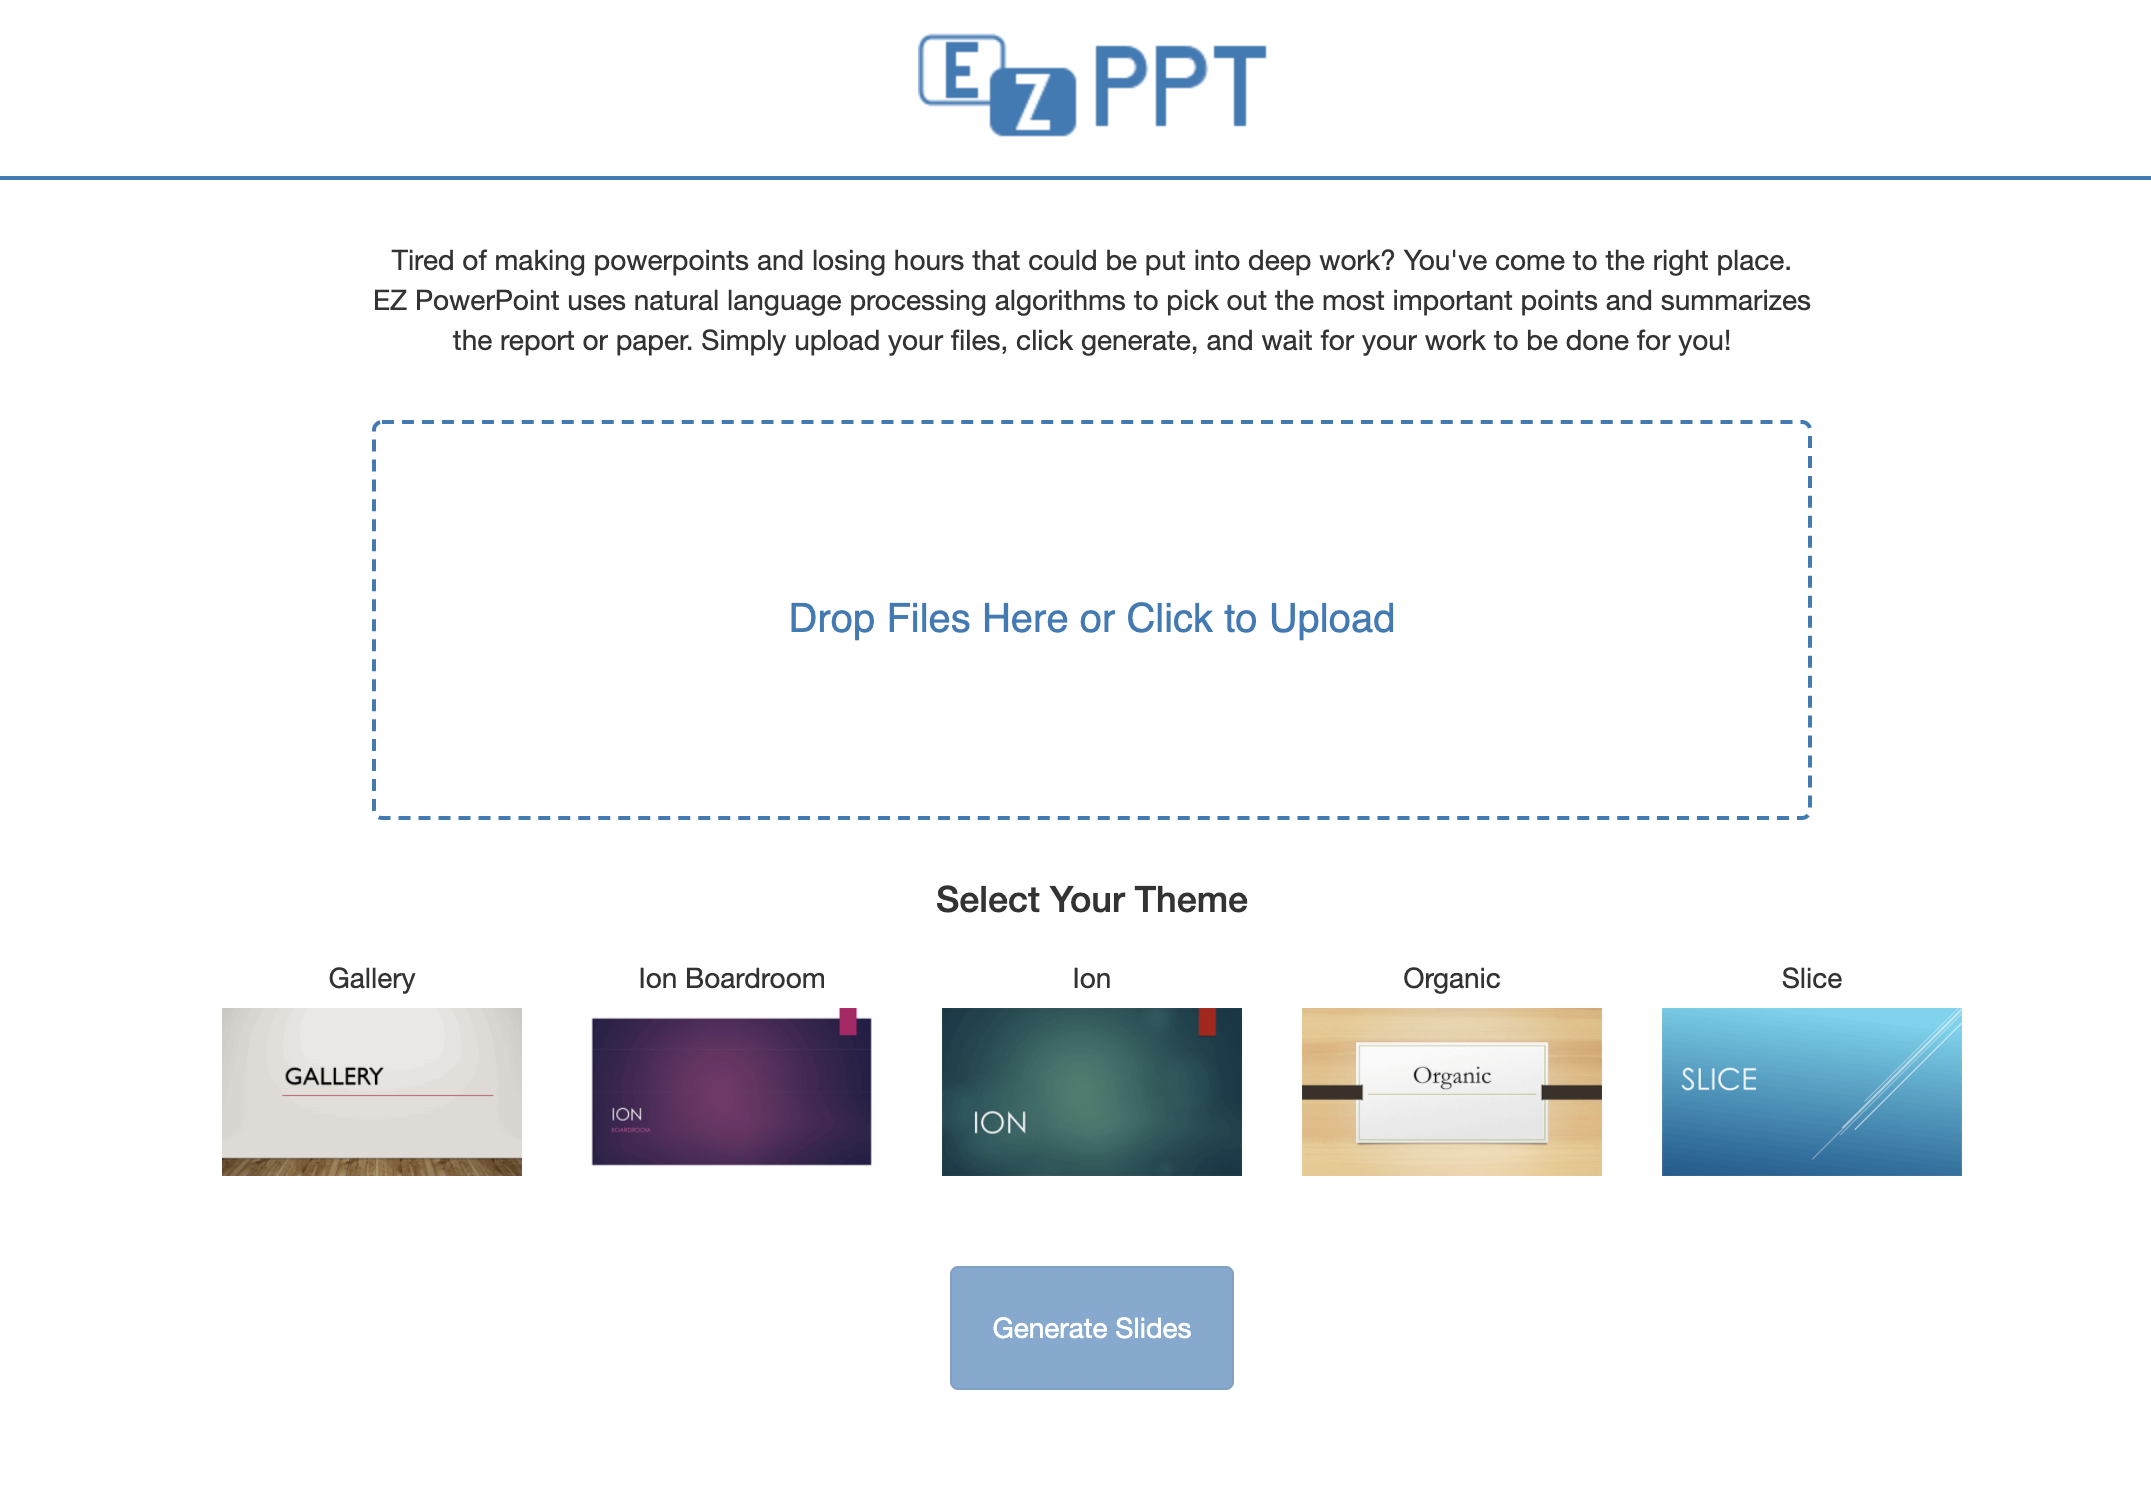 EZ PPT
Tired of making powerpoints and losing hours that could be put into deep work? You've come to the right place.
EZ PowerPoint uses natural language processing algorithms to pick out the most important points and summarizes
the report or paper. Simply upload your files, click generate, and wait for your work to be done for you!
Drop Files Here or Click to Upload
Select Your Theme
Gallery
Ion Boardroom
Ion
Organic
Slice
GALLERY
ION
BOARDROOM
ION
Organic
SLICE
Generate Slides